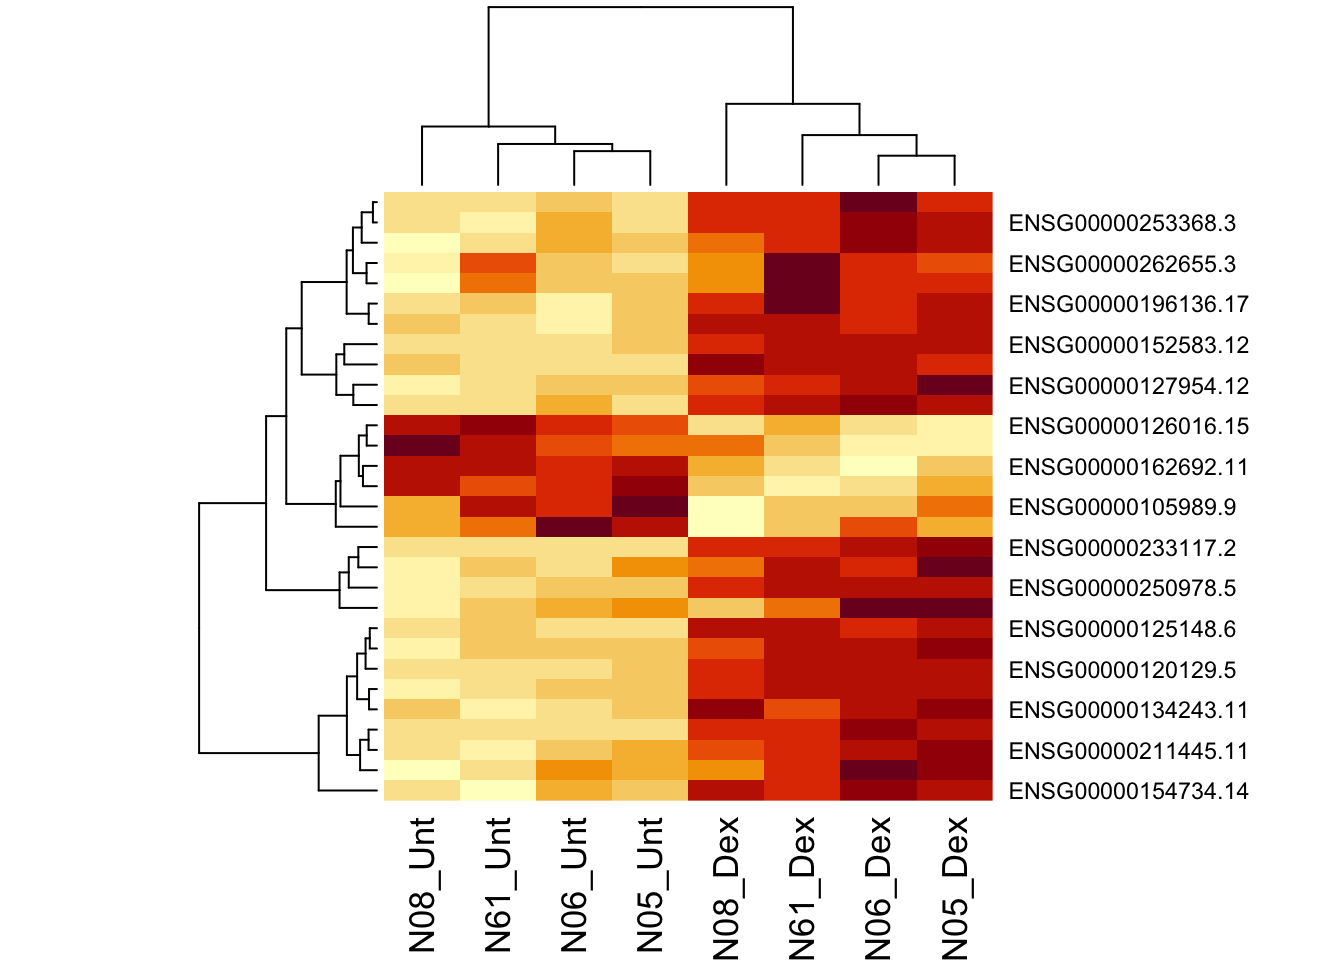 ENSG00000253368.3
ENSG00000262655.3
ENSG00000196136.17
ENSG00000152583.12
ENSG00000127954.12
ENSG00000126016.15
ENSG00000162692.11
ENSG00000105989.9
ENSG00000233117.2
ENSG00000250978.5
ENSG00000125148.6
ENSG00000120129.5
ENSG00000134243.11
ENSG00000211445.11
ENSG00000154734.14
N08_Unt
N61_Unt
N06_Unt
N05_Unt
N08_Dex
N61_Dex
N06_Dex
N05_Dex